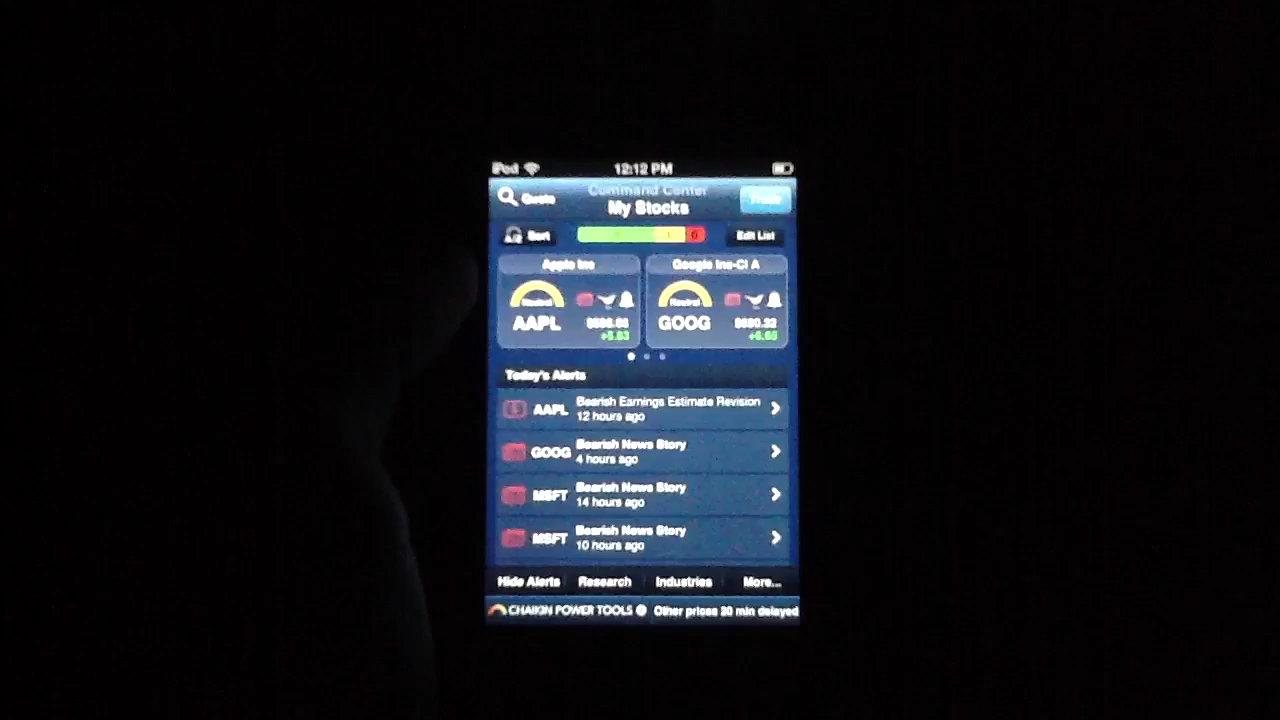 iPod 12:12 PM
Quote Command Center
My Stocks
Sort Edit List
Apple Inc Google Inc-Cl A
Neutral Neutral
AAPL
GOOG
Today's Alerts
AAPL Bearish Earnings Estimate Revision
12 hours ago
GOOG Bearish News Story
4 hours ago
MSFT Bearish News Story
14 hours ago
MSFT Bearish News Story
10 hours ago
Hide Alerts Research Industries More...
CHAIKIN POWER TOOLS Other prices 20 min delayed